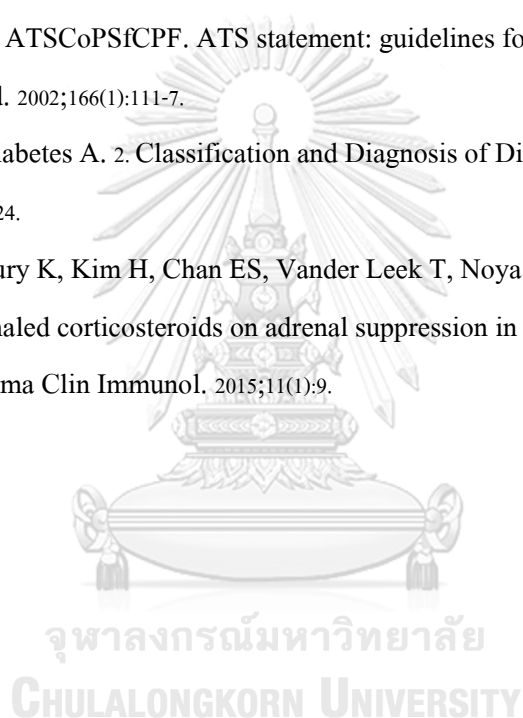 ATSCoPSfCPF. ATS statement: guidelines fo
l. 2002;166(1):111-7.
abetes A. 2. Classification and Diagnosis of Di
24.
ury K, Kim H, Chan ES, Vander Leek T, Noya
naled corticosteroids on adrenal suppression in
ma Clin Immunol. 2015;11(1):9.
จุฬาลงกรณ์มหาวิทยาลัย
CHULALONGKORN UNIVERSITY